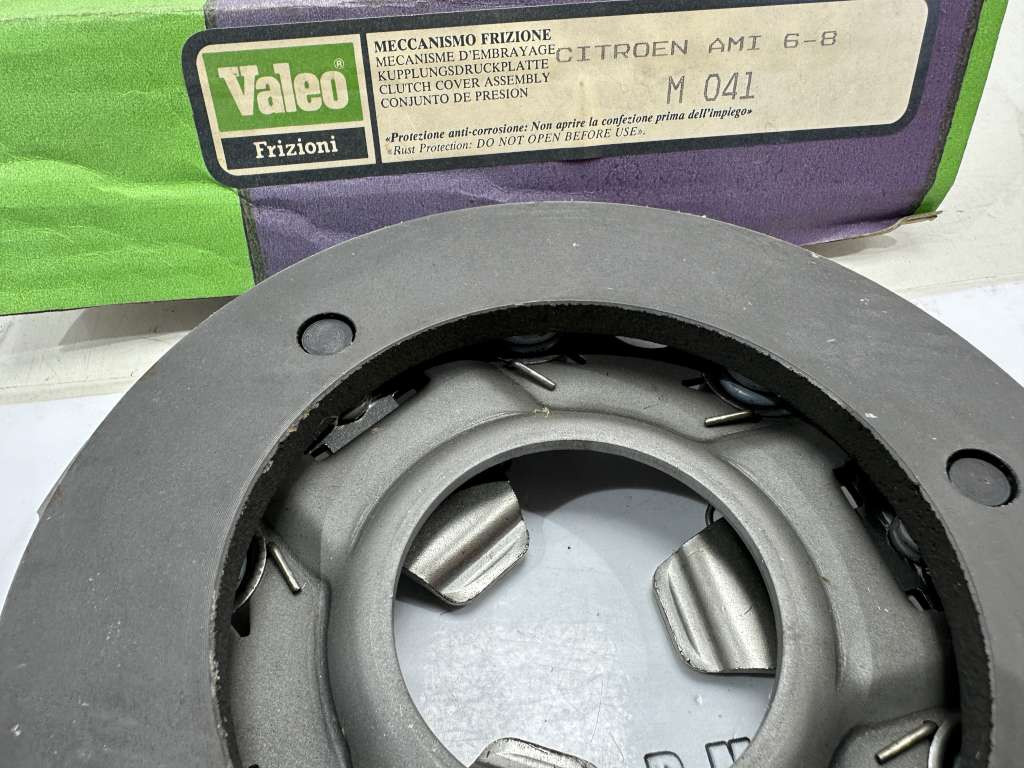 Valeo®
Frizioni
MECCANISMO FRIZIONE
MECANISME D'EMBRAYAGE
KUPPLUNGSDRUCKPLATTE
CLUTCH COVER ASSEMBLY
CONJUNTO DE PRESION
CITROEN AMI 6-8
M 041
«Protezione anti-corrosione: Non aprire la confezione prima dell'impiego»
«Rust Protection: DO NOT OPEN BEFORE USE».